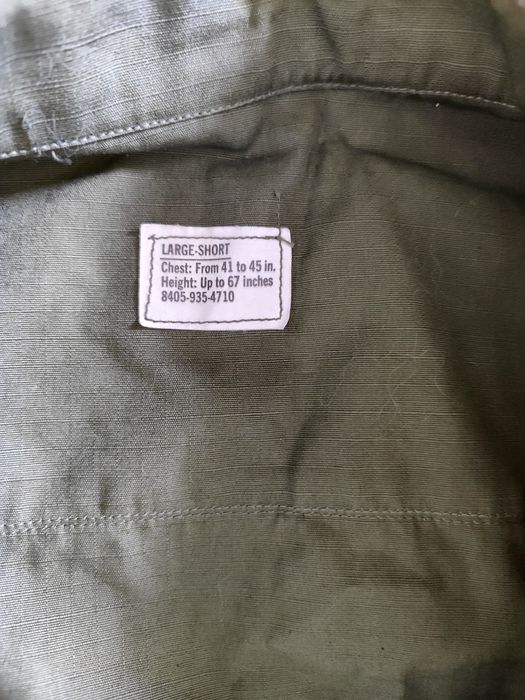 LARGE-SHORT
Chest: From 41 to 45 in.
Height: Up to 67 inches
8405-935-4710